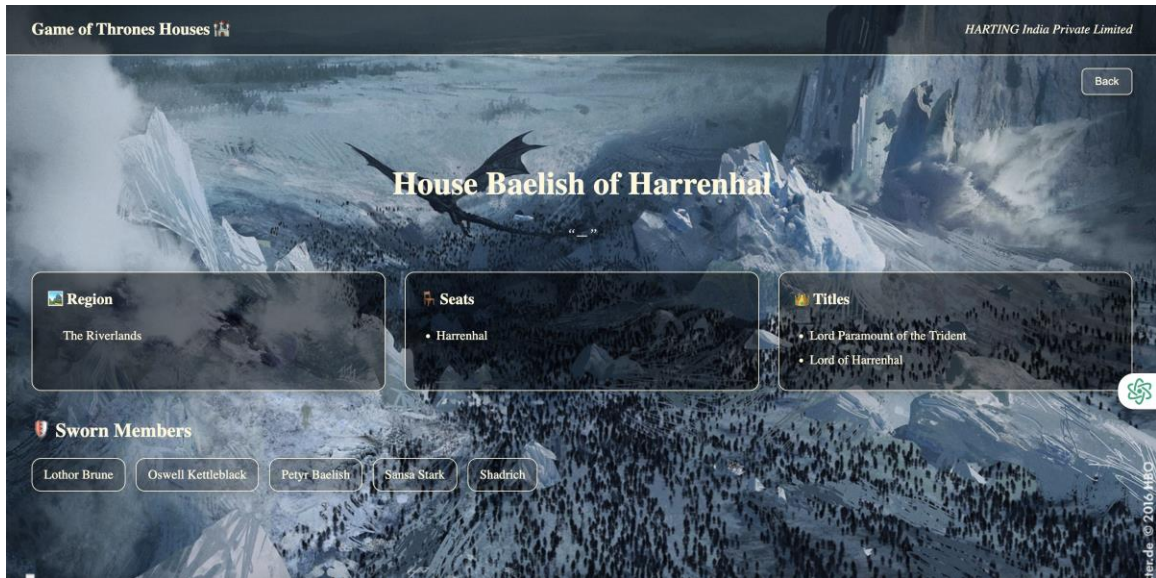 Game of Thrones Houses
HARTING India Private Limited
Back
House Baelish of Harrenhal
“—”
Region
The Riverlands
Seats
• Harrenhal
Titles
• Lord Paramount of the Trident
• Lord of Harrenhal
Sworn Members
Lothor Brune
Oswell Kettleblack
Petyr Baelish
Sansa Stark
Shadrich
ter.de © 2016 HBO